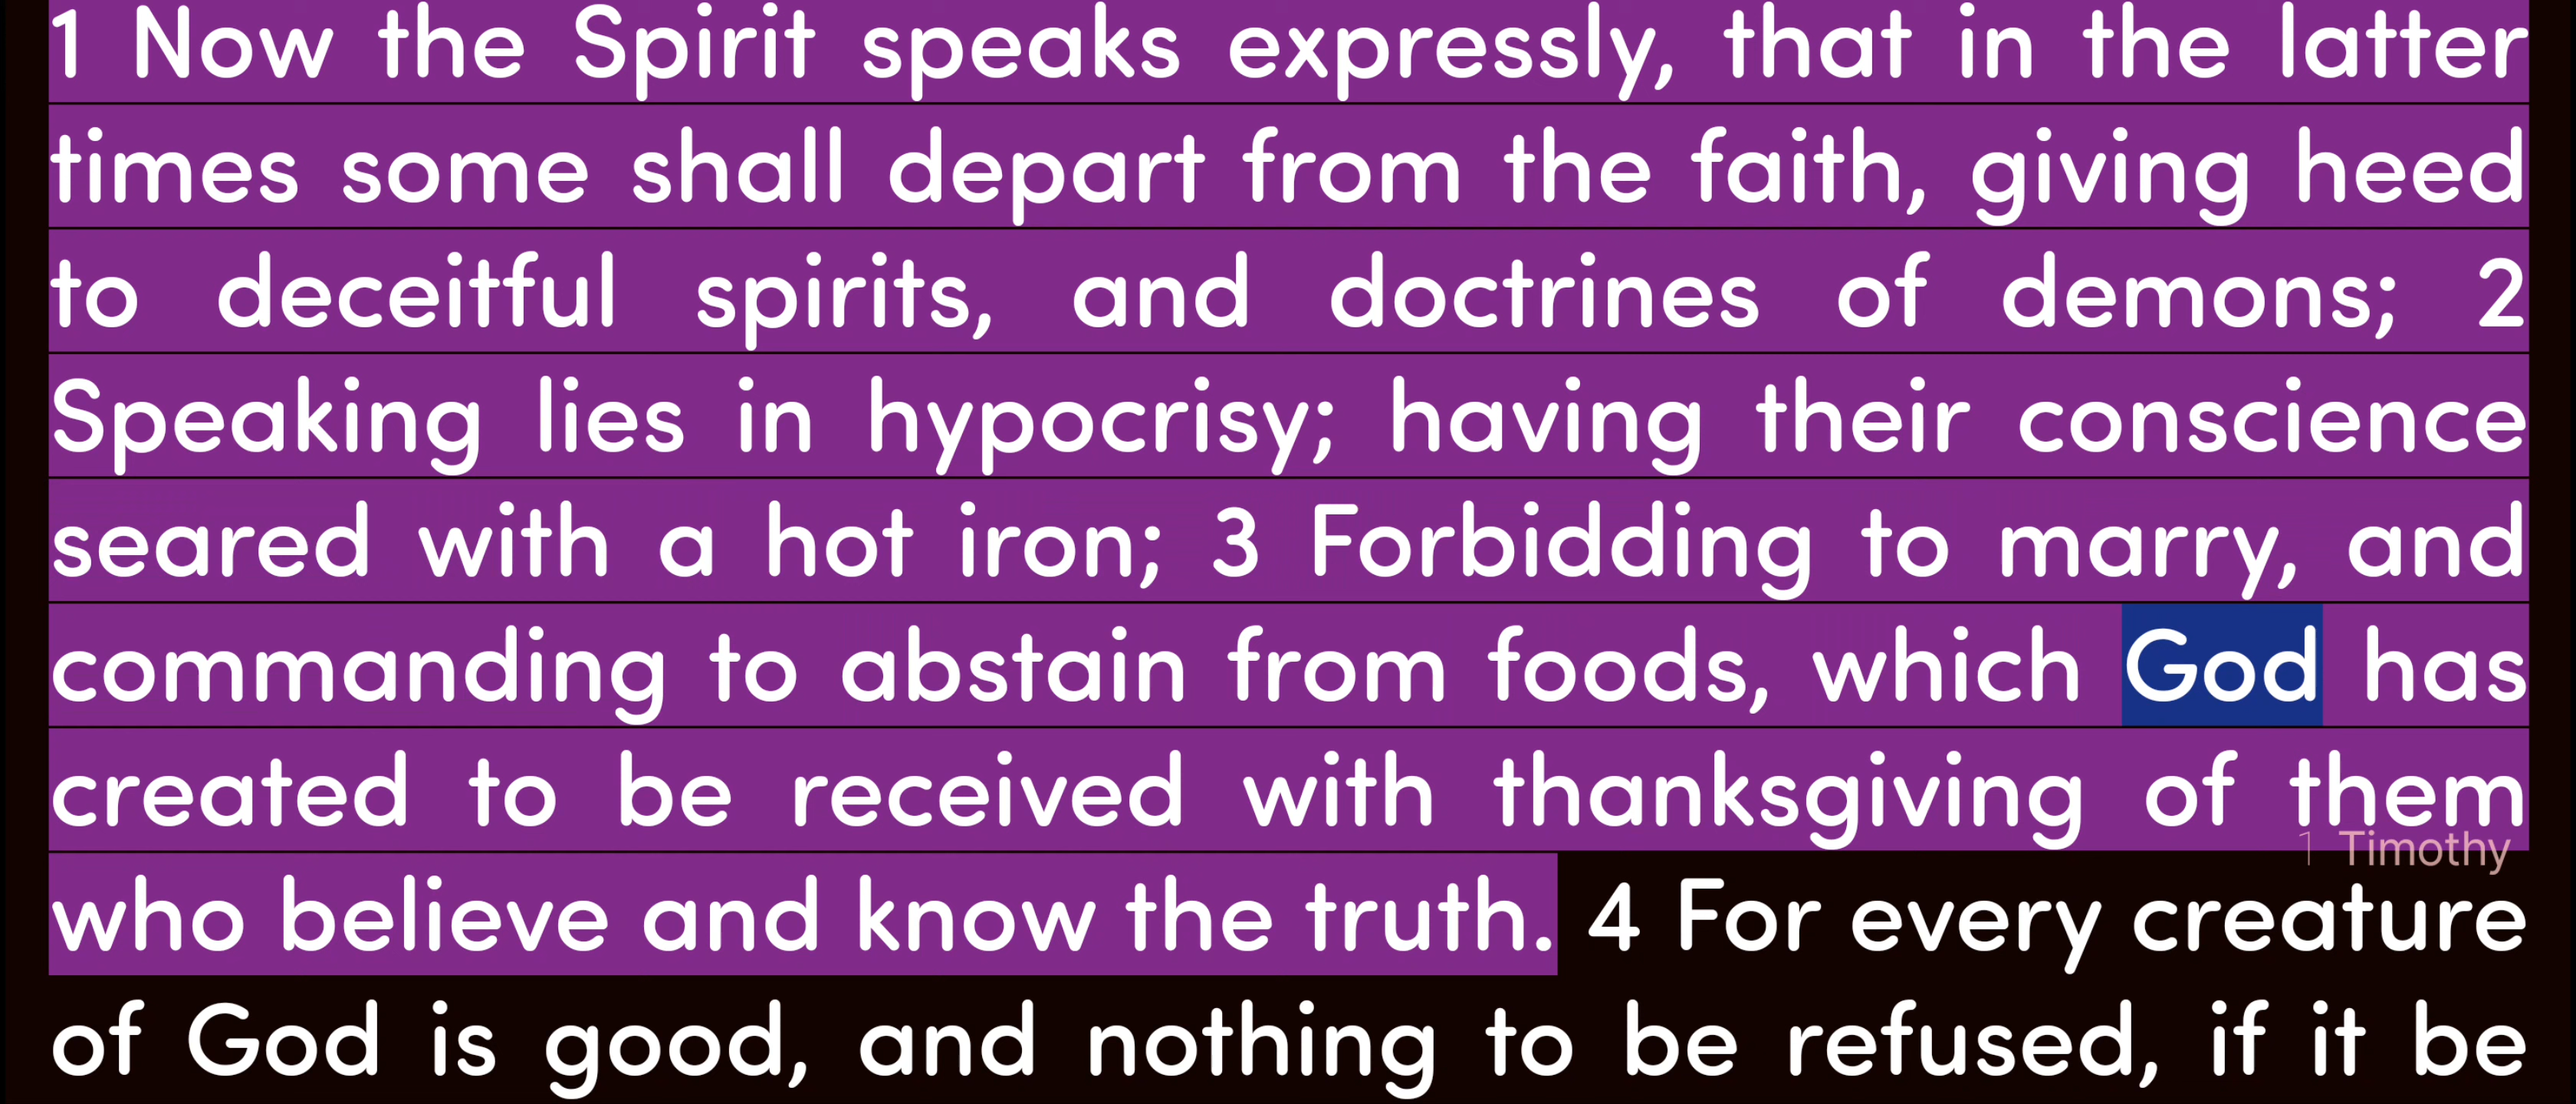 1 Now the Spirit speaks expressly, that in the latter
times some shall depart from the faith, giving heed
to deceitful spirits, and doctrines of demons; 2
Speaking lies in hypocrisy; having their conscience
seared with a hot iron; 3 Forbidding to marry, and
commanding to abstain from foods, which God has
created to be received with thanksgiving of them
1 Timothy
who believe and know the truth. 4 For every creature
of God is good, and nothing to be refused, if it be